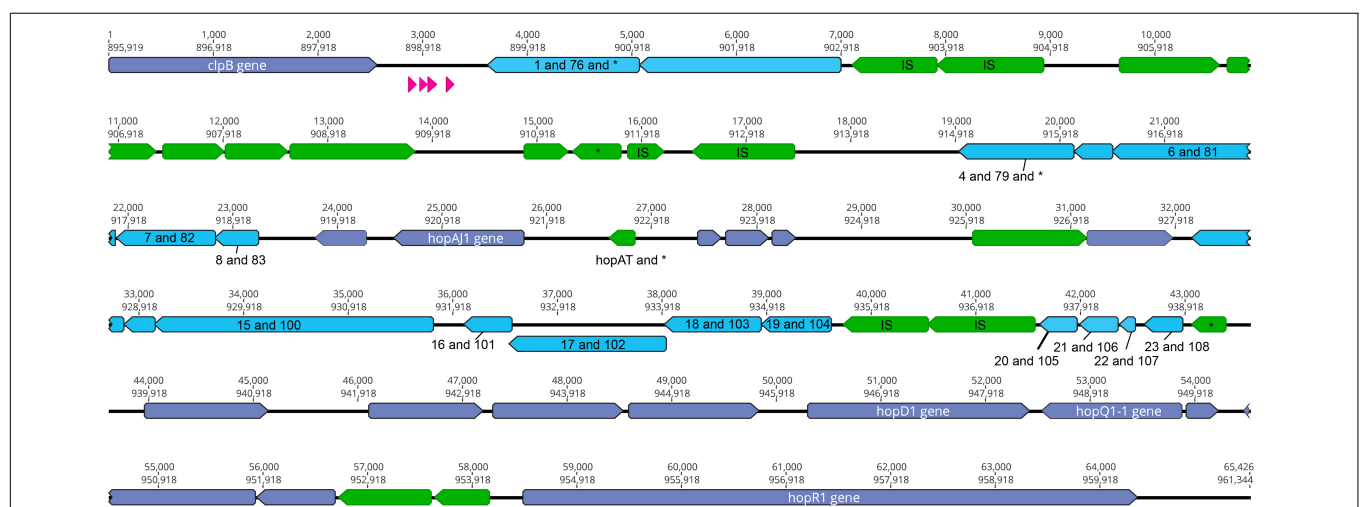 1 1,000 2,000 3,000 4,000 5,000 6,000 7,000 8,000 9,000 10,000
895,919 896,918 897,918 898,918 899,918 900,918 901,918 902,918 903,918 904,918 905,918
clpB gene 1 and 76 and * IS IS
11,000 12,000 13,000 14,000 15,000 16,000 17,000 18,000 19,000 20,000 21,000
906,918 907,918 908,918 909,918 910,918 911,918 912,918 913,918 914,918 915,918 916,918
* IS IS 6 and 81
4 and 79 and *
22,000 23,000 24,000 25,000 26,000 27,000 28,000 29,000 30,000 31,000 32,000
917,918 918,918 919,918 920,918 921,918 922,918 923,918 924,918 925,918 926,918 927,918
7 and 82 hopAJ1 gene
8 and 83 hopAT and *
33,000 34,000 35,000 36,000 37,000 38,000 39,000 40,000 41,000 42,000 43,000
928,918 929,918 930,918 931,918 932,918 933,918 934,918 935,918 936,918 937,918 938,918
15 and 100 18 and 103 19 and 104 IS IS *
16 and 101 17 and 102 21 and 106 23 and 108
20 and 105 22 and 107
44,000 45,000 46,000 47,000 48,000 49,000 50,000 51,000 52,000 53,000 54,000
939,918 940,918 941,918 942,918 943,918 944,918 945,918 946,918 947,918 948,918 949,918
hopD1 gene hopQ1-1 gene
55,000 56,000 57,000 58,000 59,000 60,000 61,000 62,000 63,000 64,000 65,426
950,918 951,918 952,918 953,918 954,918 955,918 956,918 957,918 958,918 959,918 961,344
hopR1 gene